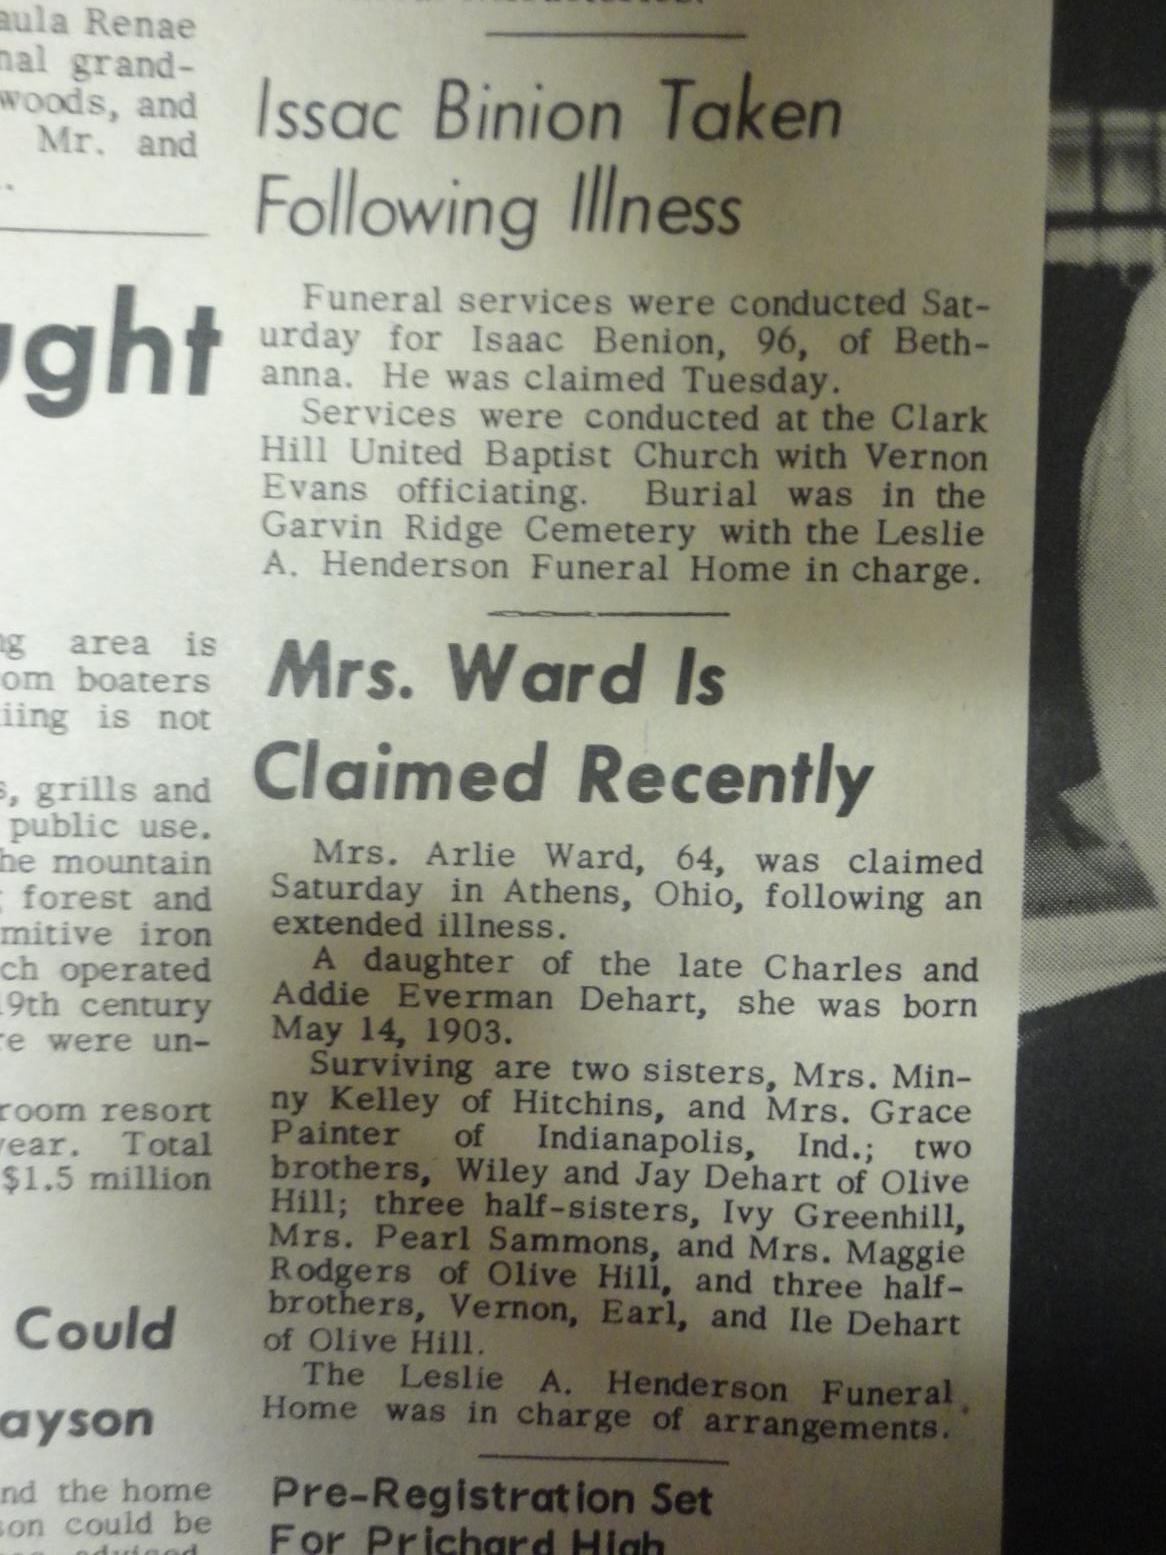 aula Renae
nal grand-
woods, and
Mr. and
ught
ng area is
om boaters
iing is not
s, grills and
public use.
he mountain
forest and
mitive iron
ch operated
19th century
re were un-
room resort
year. Total
$1.5 million
Could
ayson
nd the home
son could be
advised
Issac Binion Taken
Following Illness
Funeral services were conducted Sat-
urday for Isaac Benion, 96, of Beth-
anna. He was claimed Tuesday.
Services were conducted at the Clark
Hill United Baptist Church with Vernon
Evans officiating. Burial was in the
Garvin Ridge Cemetery with the Leslie
A. Henderson Funeral Home in charge.
Mrs. Ward Is
Claimed Recently
Mrs. Arlie Ward, 64, was claimed
Saturday in Athens, Ohio, following an
extended illness.
A daughter of the late Charles and
Addie Everman Dehart, she was born
May 14, 1903.
Surviving are two sisters, Mrs. Min-
ny Kelley of Hitchins, and Mrs. Grace
Painter of Indianapolis, Ind.; two
brothers, Wiley and Jay Dehart of Olive
Hill; three half-sisters, Ivy Greenhill,
Mrs. Pearl Sammons, and Mrs. Maggie
Rodgers of Olive Hill, and three half-
brothers, Vernon, Earl, and Ile Dehart
of Olive Hill.
The Leslie A. Henderson Funeral
Home was in charge of arrangements.
Pre-Registration Set
For Prichard High